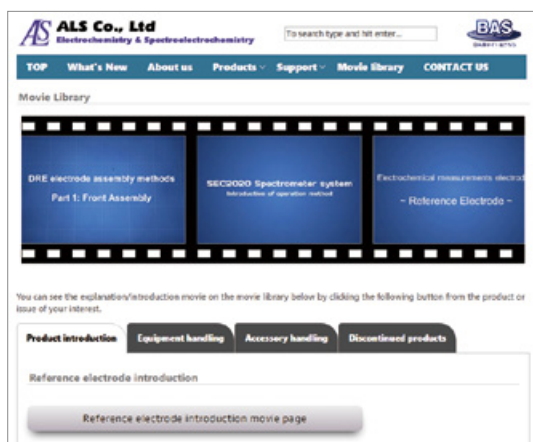 ALS Co., Ltd
Electrochemistry & Spectroelectrochemistry
To search type and hit enter...
BAS
TOP What's New About us Products Support Movie library CONTACT US
Movie Library
DRE electrode assembly methods
Part 1: Front Assembly
SEC2020 Spectrometer system
Introduction of operation method
Electrochemical measurements electrod
~ Reference Electrode ~
You can see the explanation/introduction movie on the movie library below by clicking the following button from the product or
issue of your interest.
Product introduction Equipment handling Accessory handling Discontinued products
Reference electrode introduction
Reference electrode introduction movie page